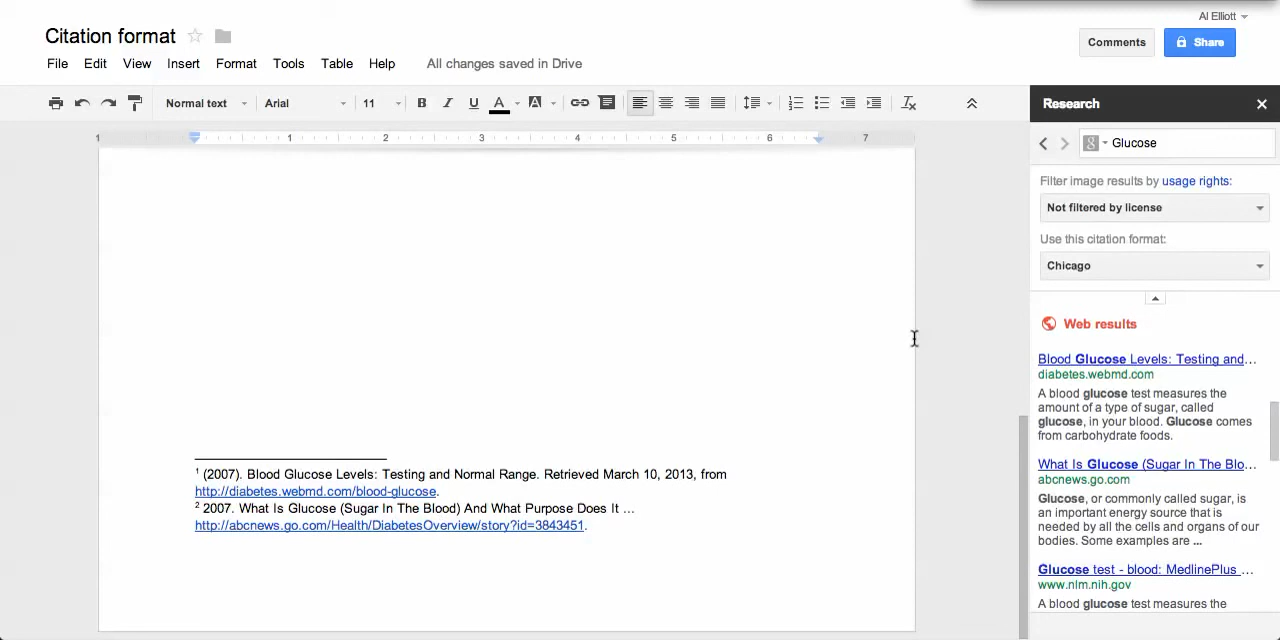 Al Elliott
Citation format
Comments
Share
File Edit View Insert Format Tools Table Help All changes saved in Drive
Normal text Arial 11 B I U A A
Research
1 1 2 3 4 5 6 7
Glucose
Filter image results by usage rights:
Not filtered by license
Use this citation format:
Chicago
Web results
Blood Glucose Levels: Testing and...
diabetes.webmd.com
A blood glucose test measures the
amount of a type of sugar, called
glucose, in your blood. Glucose comes
from carbohydrate foods.
What Is Glucose (Sugar In The Blo...
abcnews.go.com
Glucose, or commonly called sugar, is
an important energy source that is
needed by all the cells and organs of our
bodies. Some examples are ...
Glucose test - blood: MedlinePlus ...
www.nlm.nih.gov
A blood glucose test measures the
1 (2007). Blood Glucose Levels: Testing and Normal Range. Retrieved March 10, 2013, from
http://diabetes.webmd.com/blood-glucose.
2 2007. What Is Glucose (Sugar In The Blood) And What Purpose Does It ...
http://abcnews.go.com/Health/DiabetesOverview/story?id=3843451.